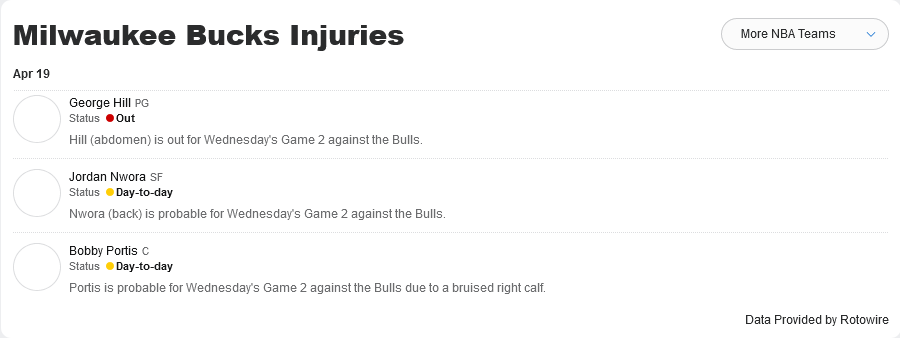 Milwaukee Bucks Injuries
More NBA Teams
Apr 19
George Hill PG
Status Out
Hill (abdomen) is out for Wednesday's Game 2 against the Bulls.
Jordan Nwora SF
Status Day-to-day
Nwora (back) is probable for Wednesday's Game 2 against the Bulls.
Bobby Portis C
Status Day-to-day
Portis is probable for Wednesday's Game 2 against the Bulls due to a bruised right calf.
Data Provided by Rotowire